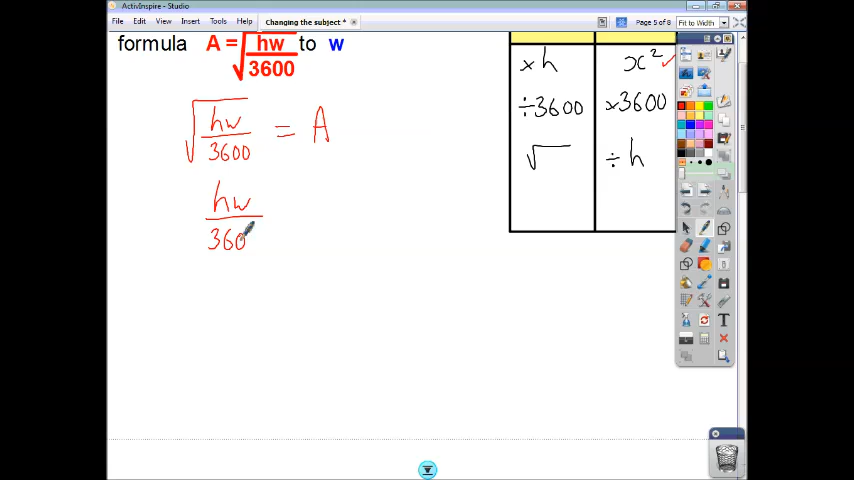 ActivInspire - Studio
File Edit View Insert Tools Help
Changing the subject *
Page 5 of 8
Fit to Width
formula A = √hw/3600 to w
√hw/3600 = A
hw/360
×h x² ✓
÷3600 ×3600
√ ÷h